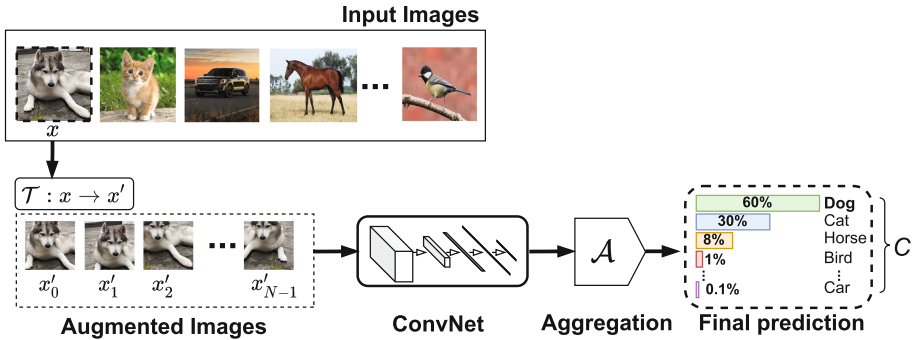 Input Images
x
𝒯 : x → x′
x′₀ x′₁ x′₂ x′_{N−1}
Augmented Images
ConvNet
𝒜
Aggregation
60% Dog
30% Cat
8% Horse
1% Bird
0.1% Car
C
Final prediction